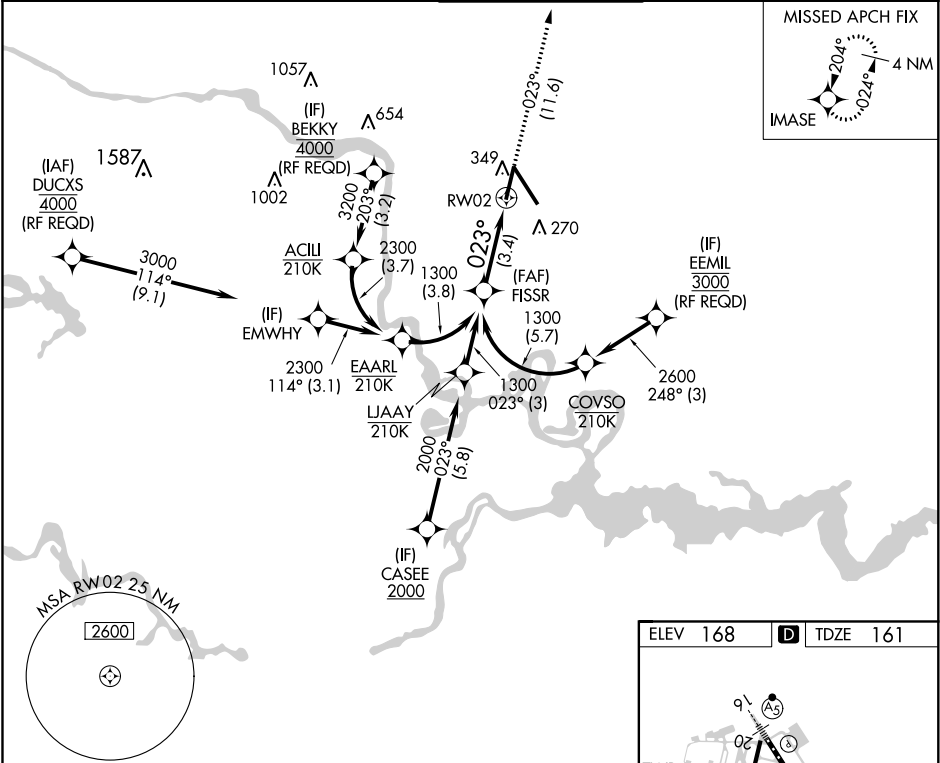 MISSED APCH FIX
204°
024°
4 NM
IMASE
023°
(11.6)
1057
(IF)
BEKKY
4000
(RF REQD)
654
1587
1002
(IAF)
DUCXS
4000
(RF REQD)
349
RW02
270
3200
203°
(3.2)
ACILI
210K
2300
(3.7)
1300
(3.8)
023°
(3.4)
(FAF)
FISSR
(IF)
EEMIL
3000
(RF REQD)
3000
114°
(9.1)
(IF)
EMWHY
2300
114° (3.1)
EAARL
210K
1300
(5.7)
LJAAY
210K
1300
023° (3)
COVSO
210K
2600
248° (3)
2000
023°
(5.8)
(IF)
CASEE
2000
MSA RW02 25 NM
2600
ELEV 168
D
TDZE 161
16
A5
20
P